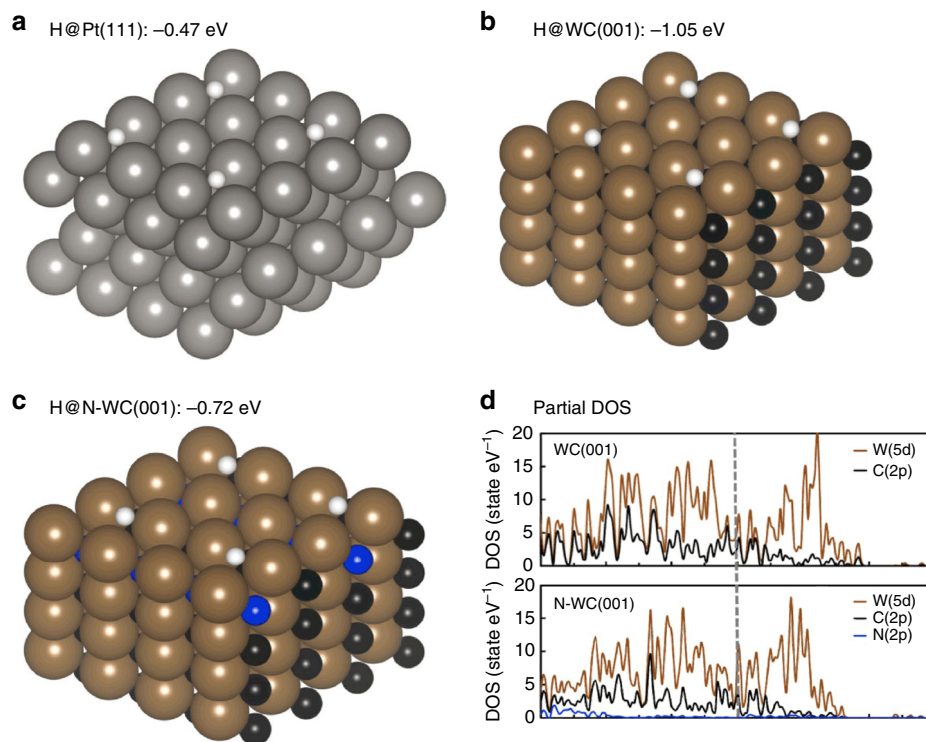 a H@Pt(111): –0.47 eV
b H@WC(001): –1.05 eV
c H@N-WC(001): –0.72 eV
d Partial DOS
DOS (state eV⁻¹)
20
15
10
5
0
WC(001)
W(5d)
C(2p)
DOS (state eV⁻¹)
20
15
10
5
0
N-WC(001)
W(5d)
C(2p)
N(2p)